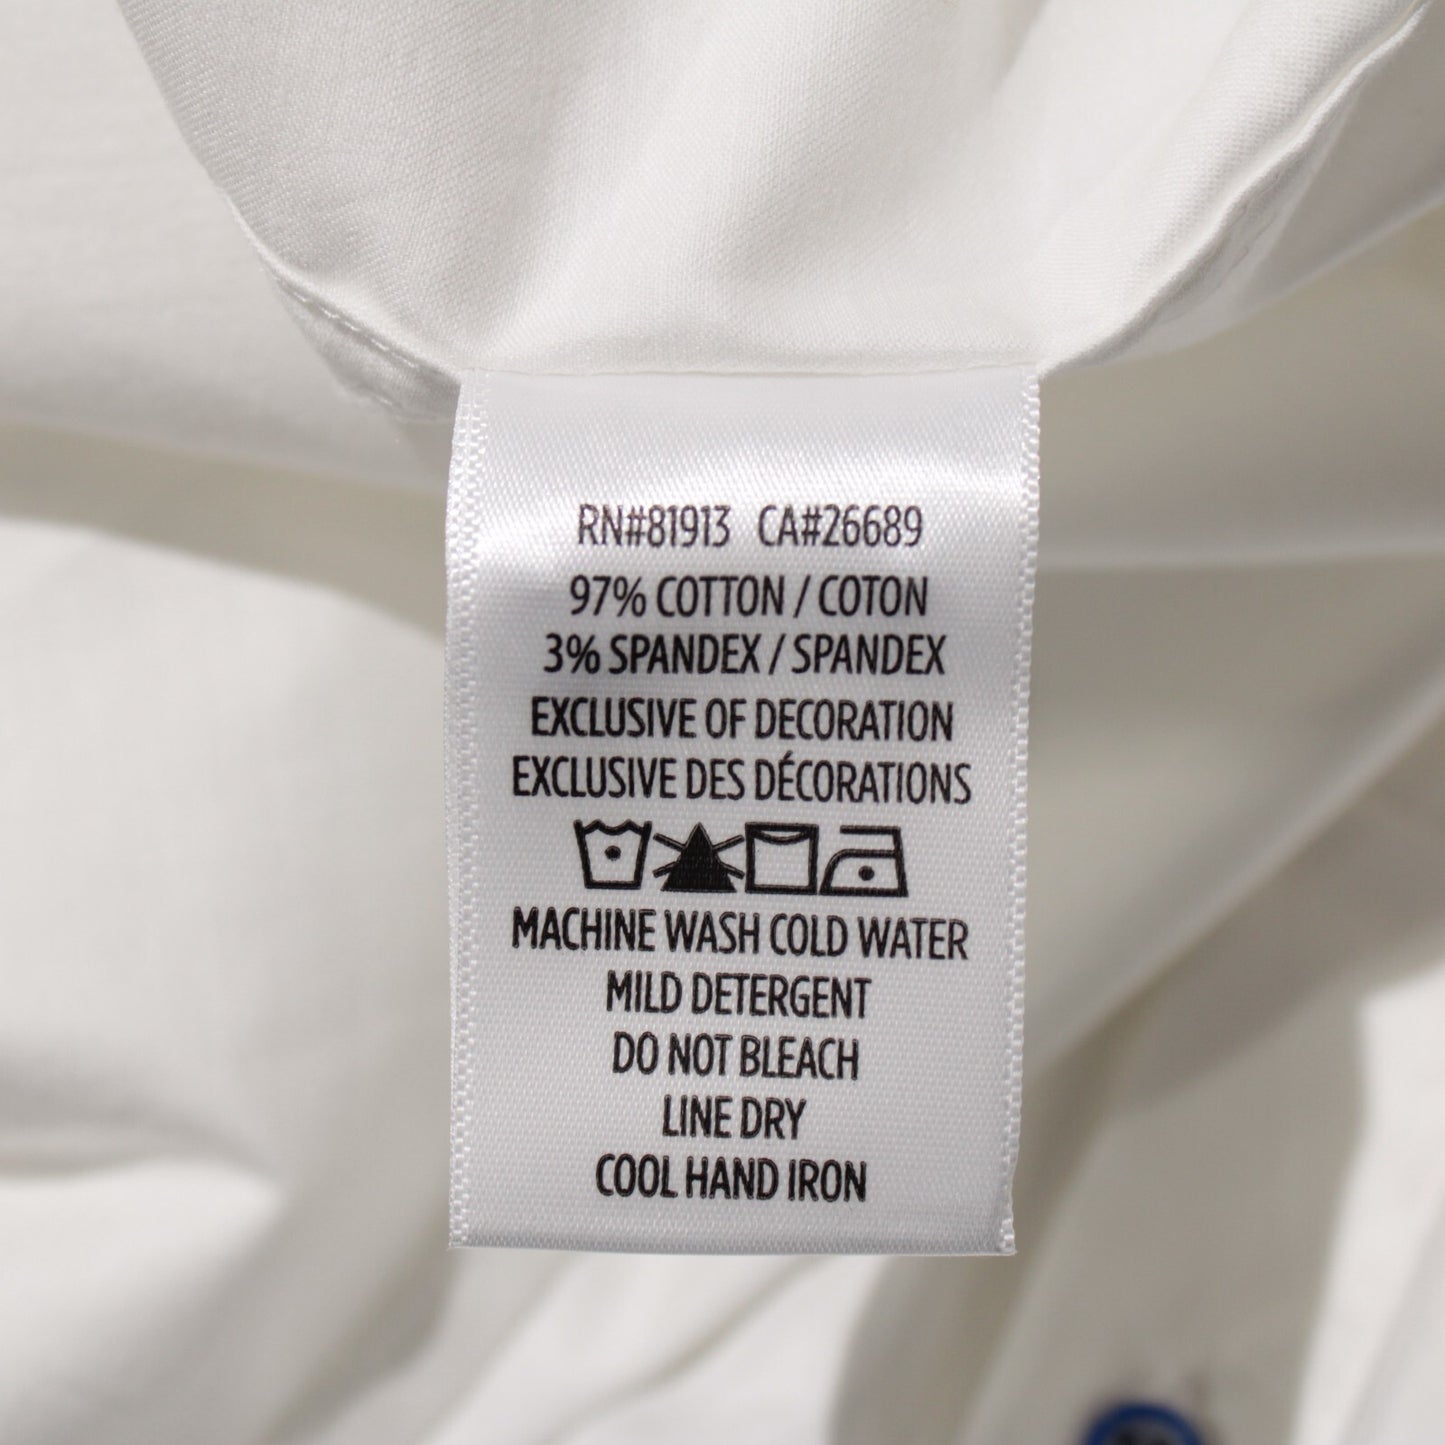 RN#81913 CA#26689
97% COTTON / COTON
3% SPANDEX / SPANDEX
EXCLUSIVE OF DECORATION
EXCLUSIVE DES DÉCORATIONS
MACHINE WASH COLD WATER
MILD DETERGENT
DO NOT BLEACH
LINE DRY
COOL HAND IRON